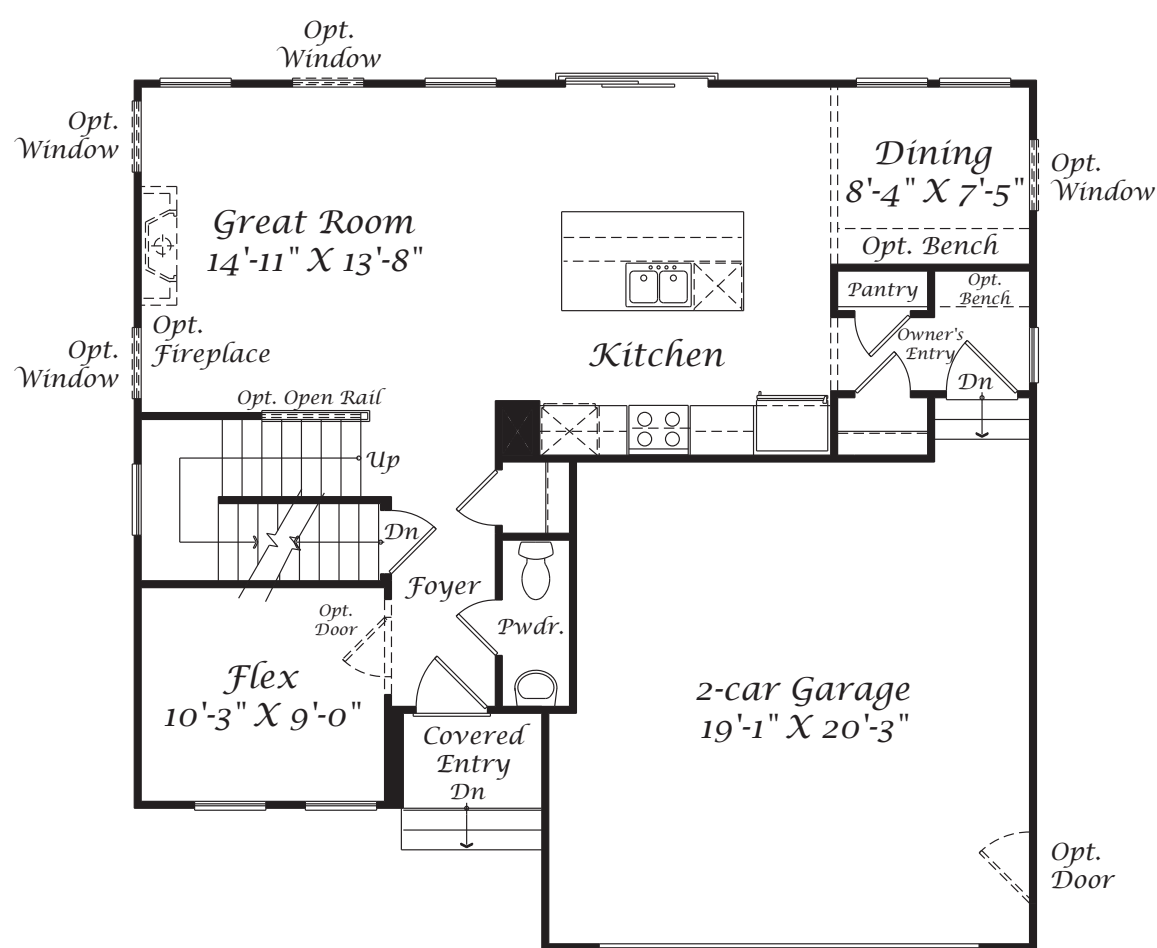 Opt.
Window
Opt.
Window
Dining
8'-4" X 7'-5"
Opt.
Window
Great Room
14'-11" X 13'-8"
Opt. Bench
Pantry
Opt.
Bench
Opt.
Fireplace
Opt.
Window
Kitchen
Owner's
Entry
Dn
Opt. Open Rail
Up
Dn
Foyer
Opt.
Door
Pwdr.
Flex
10'-3" X 9'-0"
2-car Garage
19'-1" X 20'-3"
Covered
Entry
Dn
Opt.
Door